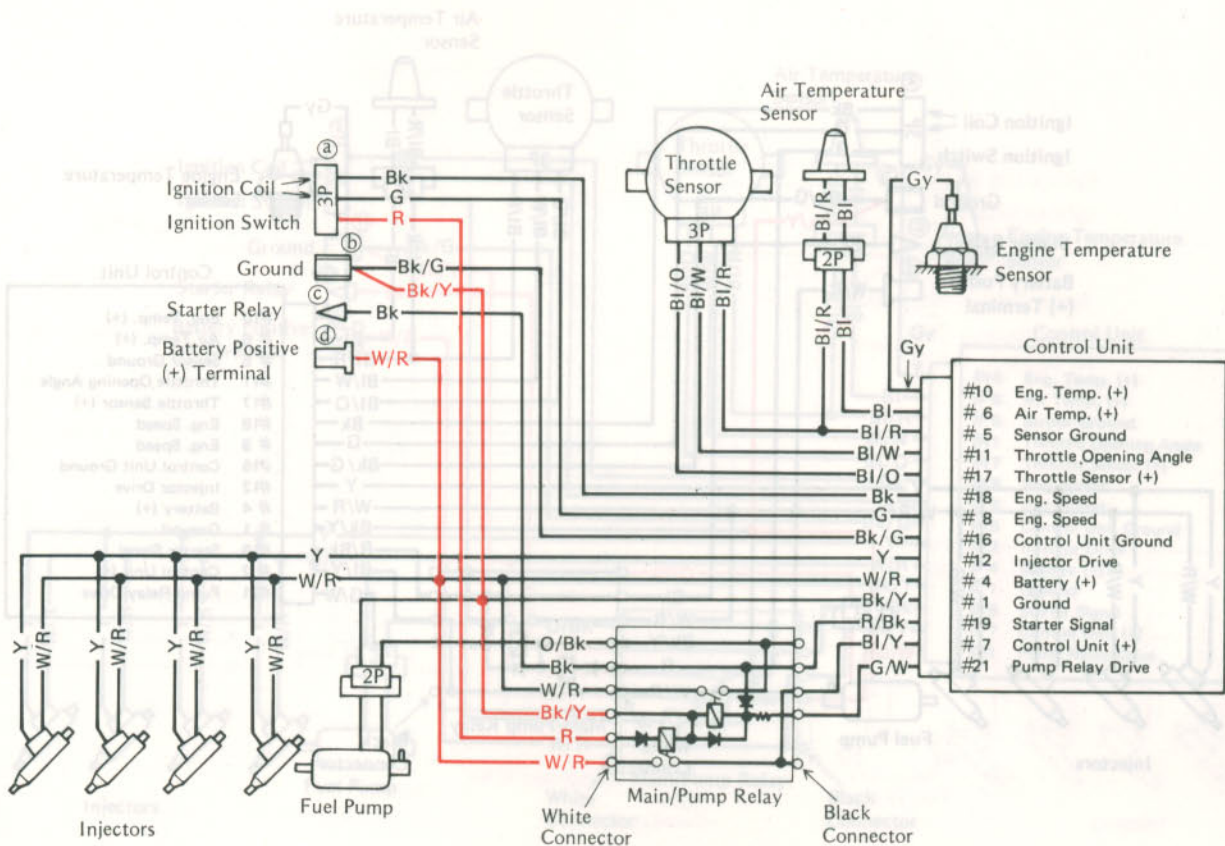 Air Temperature
Sensor
Throttle
Sensor
3P
Gy
Engine Temperature
Sensor
Bl/R
Bl
2P
Bl/O
Bl/W
Bl/R
Bl/R
Bl
Gy
ⓐ
Ignition Coil
Ignition Switch
3P
Bk
G
R
ⓑ
Ground
Bk/G
Bk/Y
ⓒ
Starter Relay
Bk
ⓓ
Battery Positive
(+) Terminal
W/R
Control Unit
Bl
Bl/R
Bl/W
Bl/O
Bk
G
Bk/G
Y
W/R
Bk/Y
R/Bk
Bl/Y
G/W
#10 Eng. Temp. (+)
# 6 Air Temp. (+)
# 5 Sensor Ground
#11 Throttle Opening Angle
#17 Throttle Sensor (+)
#18 Eng. Speed
# 8 Eng. Speed
#16 Control Unit Ground
#12 Injector Drive
# 4 Battery (+)
# 1 Ground
#19 Starter Signal
# 7 Control Unit (+)
#21 Pump Relay Drive
Y
W/R
Y
W/R
Y
W/R
Y
W/R
Y
W/R
Injectors
2P
Fuel Pump
O/Bk
Bk
W/R
Bk/Y
R
W/R
Main/Pump Relay
White
Connector
Black
Connector